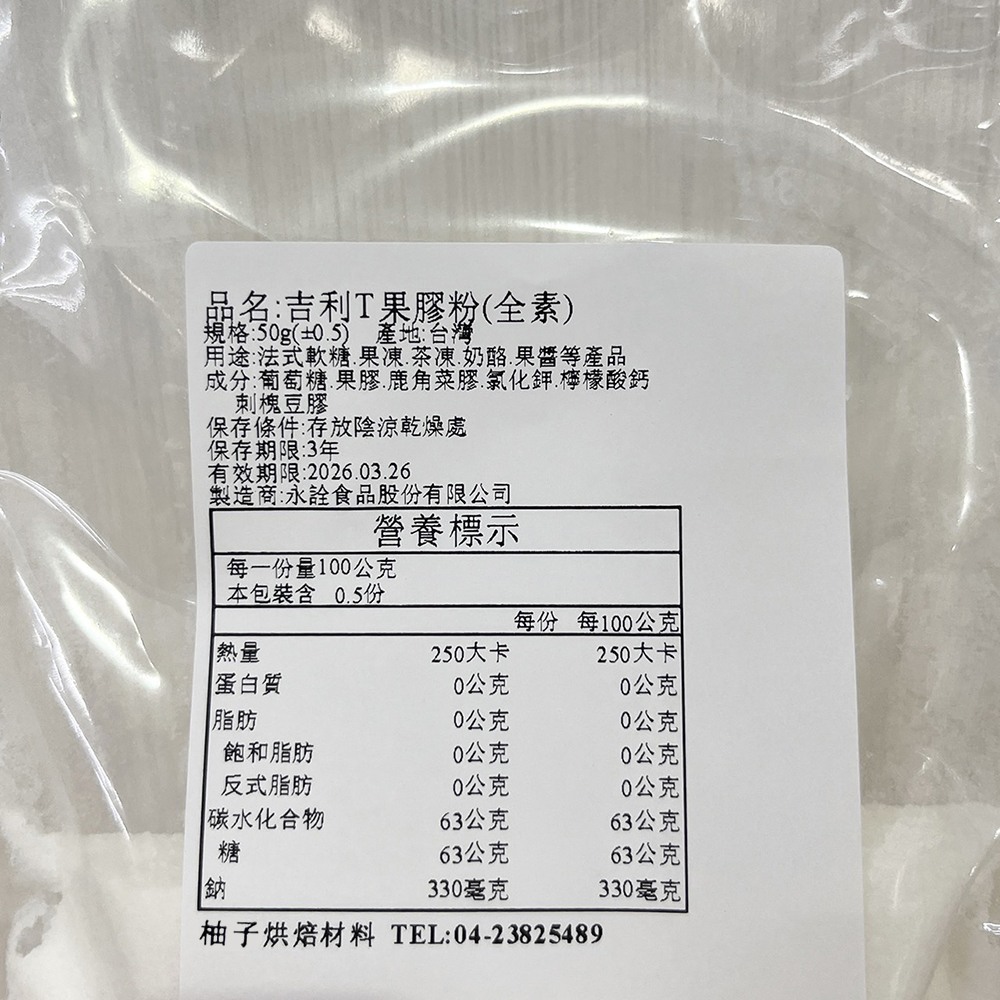 品名:吉利T果膠粉(全素)
規格:50g(±0.5) 產地:台灣
用途:法式軟糖.果凍.茶凍.奶酪.果醬等產品
成分:葡萄糖.果膠.鹿角菜膠.氯化鉀.檸檬酸鈣
刺槐豆膠
保存條件:存放陰涼乾燥處
保存期限:3年
有效期限:2026.03.26
製造商:永詮食品股份有限公司
營養標示
每一份量100公克
本包裝含 0.5份
每份 每100公克
熱量 250大卡 250大卡
蛋白質 0公克 0公克
脂肪 0公克 0公克
飽和脂肪 0公克 0公克
反式脂肪 0公克 0公克
碳水化合物 63公克 63公克
糖 63公克 63公克
鈉 330毫克 330毫克
柚子烘焙材料 TEL:04-23825489